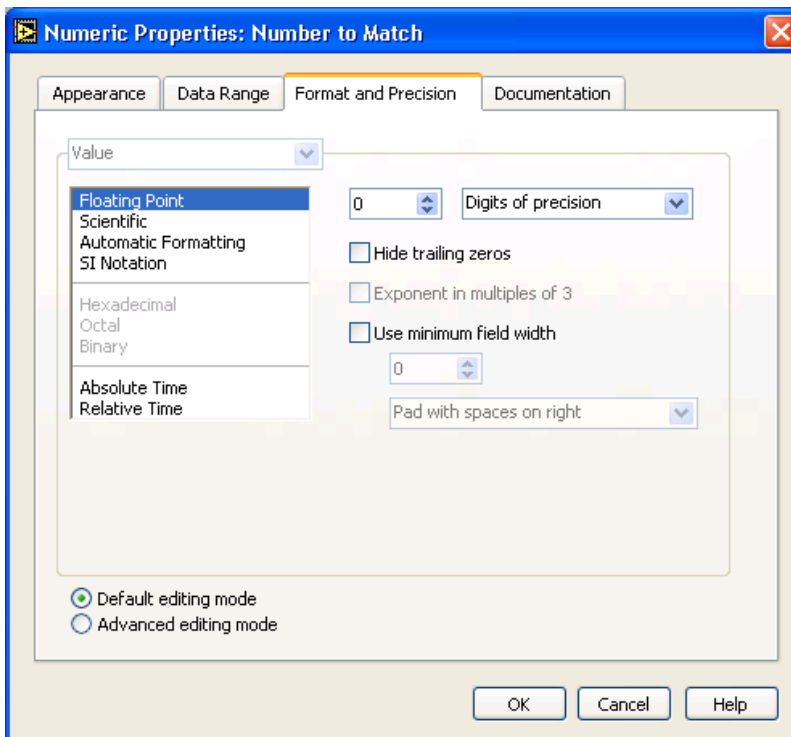 Numeric Properties: Number to Match
Appearance Data Range Format and Precision Documentation
Value
Floating Point
Scientific
Automatic Formatting
SI Notation
Hexadecimal
Octal
Binary
Absolute Time
Relative Time
0 Digits of precision
Hide trailing zeros
Exponent in multiples of 3
Use minimum field width
0
Pad with spaces on right
Default editing mode
Advanced editing mode
OK Cancel Help